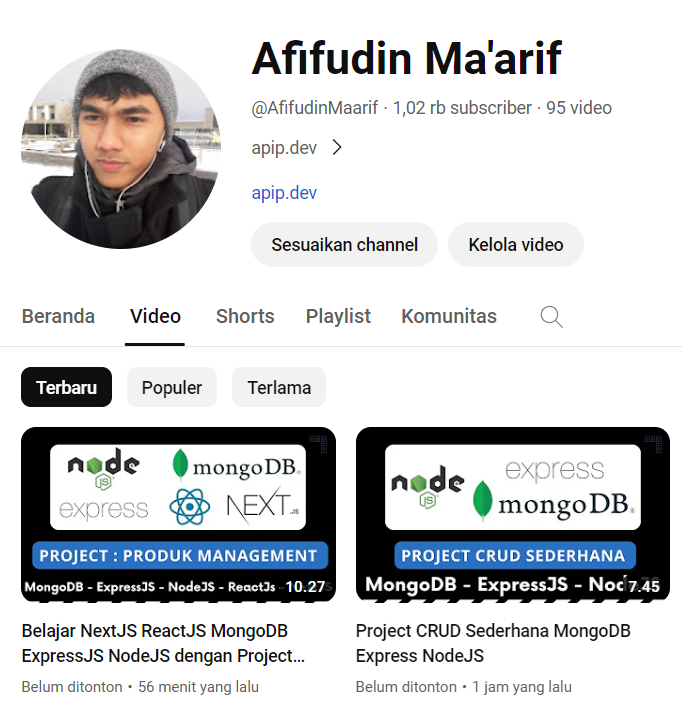 Afifudin Ma'arif
@AfifudinMaarif · 1,02 rb subscriber · 95 video
apip.dev
apip.dev
Sesuaikan channel
Kelola video
Beranda
Video
Shorts
Playlist
Komunitas
Terbaru
Populer
Terlama
node
JS
mongoDB®
express
NEXT.JS
PROJECT : PRODUK MANAGEMENT
MongoDB - ExpressJS - NodeJS - ReactJs -
10.27
node
JS
express
mongoDB®
PROJECT CRUD SEDERHANA
MongoDB - ExpressJS -
7.45
Belajar NextJS ReactJS MongoDB
ExpressJS NodeJS dengan Project...
Belum ditonton • 56 menit yang lalu
Project CRUD Sederhana MongoDB
Express NodeJS
Belum ditonton • 1 jam yang lalu